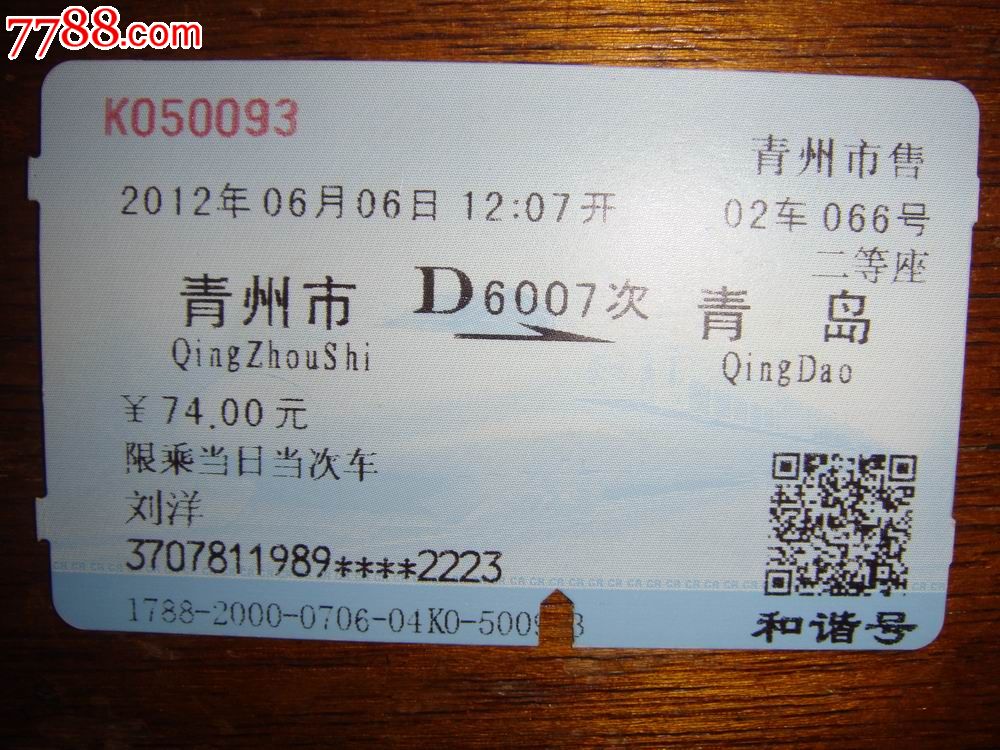 7788.com
K050093
青州市售
2012年06月06日 12:07开
02车 066号
二等座
青州市 D6007次 青岛
QingZhouShi QingDao
¥74.00元
限乘当日当次车
刘洋
3707811989****2223
1788-2000-0706-04K0-500 3
和谐号